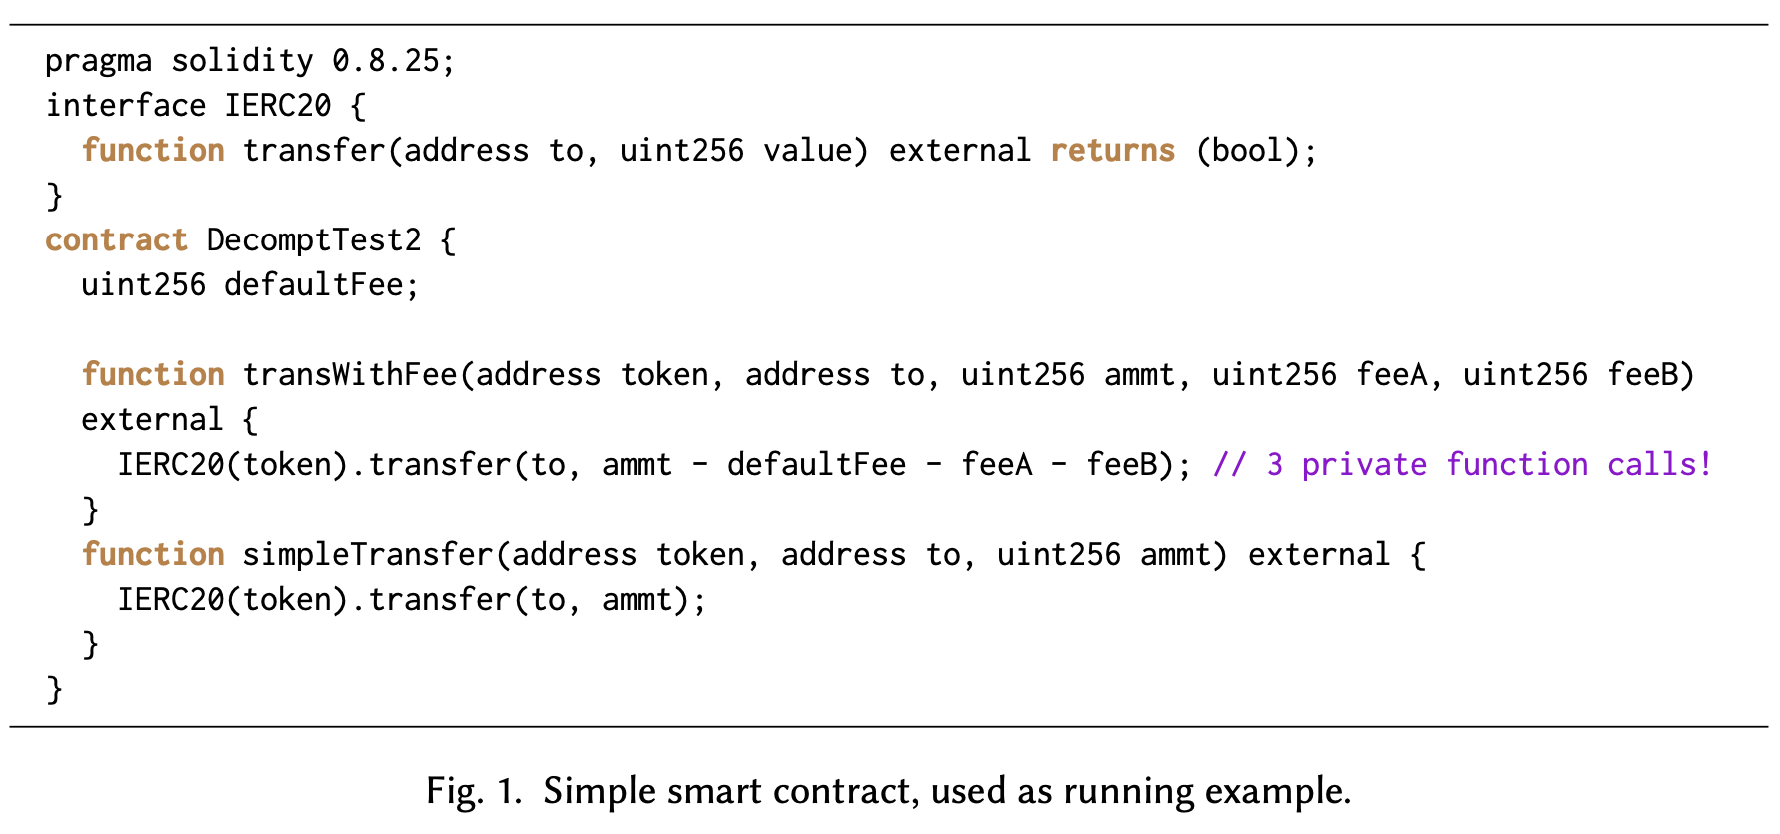 pragma solidity 0.8.25;
interface IERC20 {
  function transfer(address to, uint256 value) external returns (bool);
}
contract DecomptTest2 {
  uint256 defaultFee;

  function transWithFee(address token, address to, uint256 ammt, uint256 feeA, uint256 feeB)
  external {
    IERC20(token).transfer(to, ammt - defaultFee - feeA - feeB); // 3 private function calls!
  }
  function simpleTransfer(address token, address to, uint256 ammt) external {
    IERC20(token).transfer(to, ammt);
  }
}
Fig. 1. Simple smart contract, used as running example.